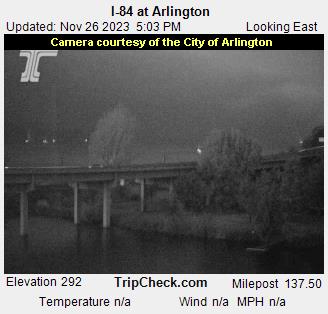 I-84 at Arlington
Updated: Nov 26 2023 5:03 PM Looking East
Camera courtesy of the City of Arlington
Elevation 292 TripCheck.com Milepost 137.50
Temperature n/a Wind n/a MPH n/a